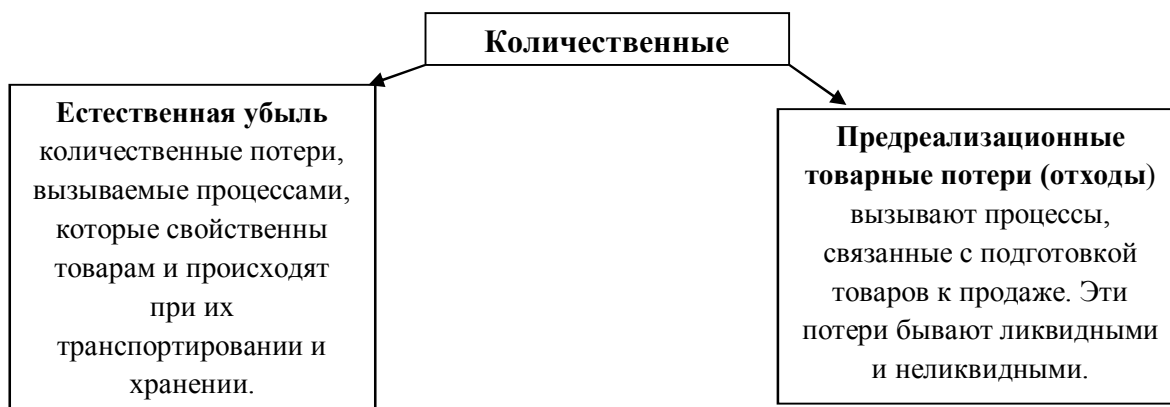 Количественные
Естественная убыль
количественные потери,
вызываемые процессами,
которые свойственны
товарам и происходят
при их
транспортировании и
хранении.
Предреализационные
товарные потери (отходы)
вызывают процессы,
связанные с подготовкой
товаров к продаже. Эти
потери бывают ликвидными
и неликвидными.